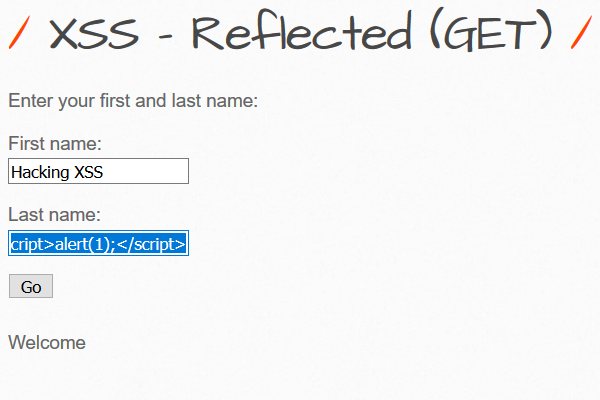 / XSS - Reflected (GET) /
Enter your first and last name:
First name:
Hacking XSS
Last name:
cript>alert(1);</script>
Go
Welcome